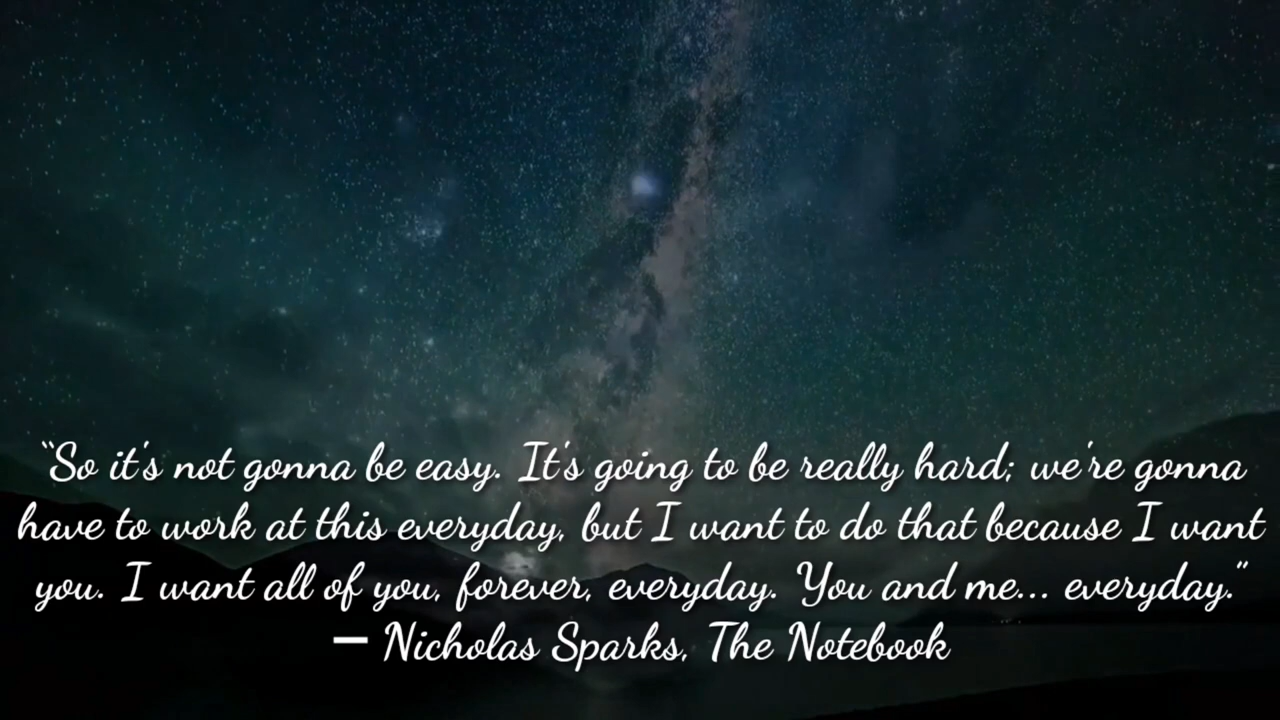 “So it's not gonna be easy. It's going to be really hard; we're gonna
have to work at this everyday, but I want to do that because I want
you. I want all of you, forever, everyday. You and me... everyday.”
― Nicholas Sparks, The Notebook